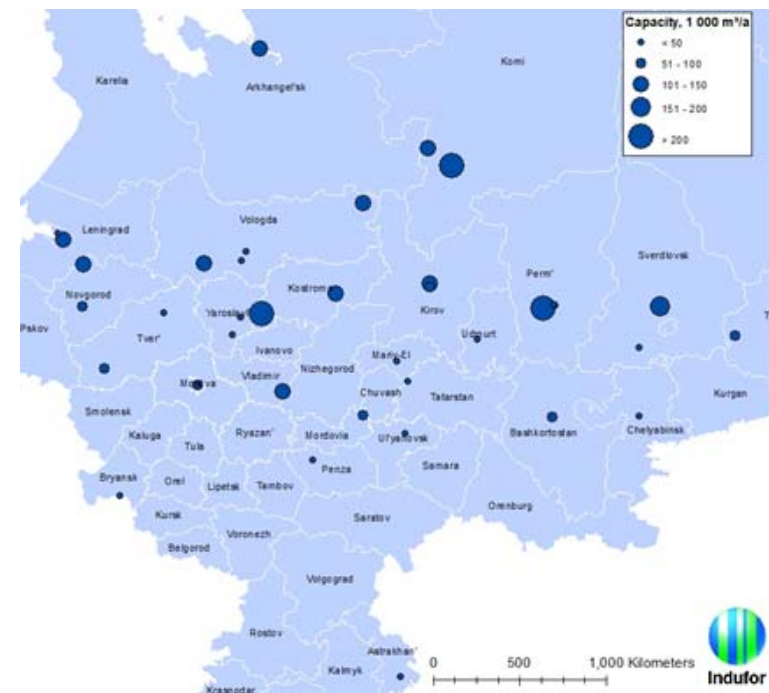 Capacity, 1 000 m³/a
< 50
51 - 100
101 - 150
151 - 200
> 200
Karelia
Arkhangel'sk
Komi
Leningrad
Vologda
Sverdlovsk
Perm'
Novgorod
Kostroma
Kirov
Pskov
Tver'
Udmurt
Ivanovo
Mariy-El
Vladimir
Nizhegorod
Moskva
Chuvash
Tatarstan
Kurgan
Smolensk
Kaluga
Ryazan'
Mordovia
Ul'yanovsk
Bashkortostan
Chelyabinsk
Tula
Samara
Bryansk
Orel
Lipetsk
Tambov
Penza
Orenburg
Kursk
Saratov
Voronezh
Belgorod
Volgograd
Rostov
Astrakhan'
Kalmyk
Krasnodar
0 500 1,000 Kilometers
Indufor